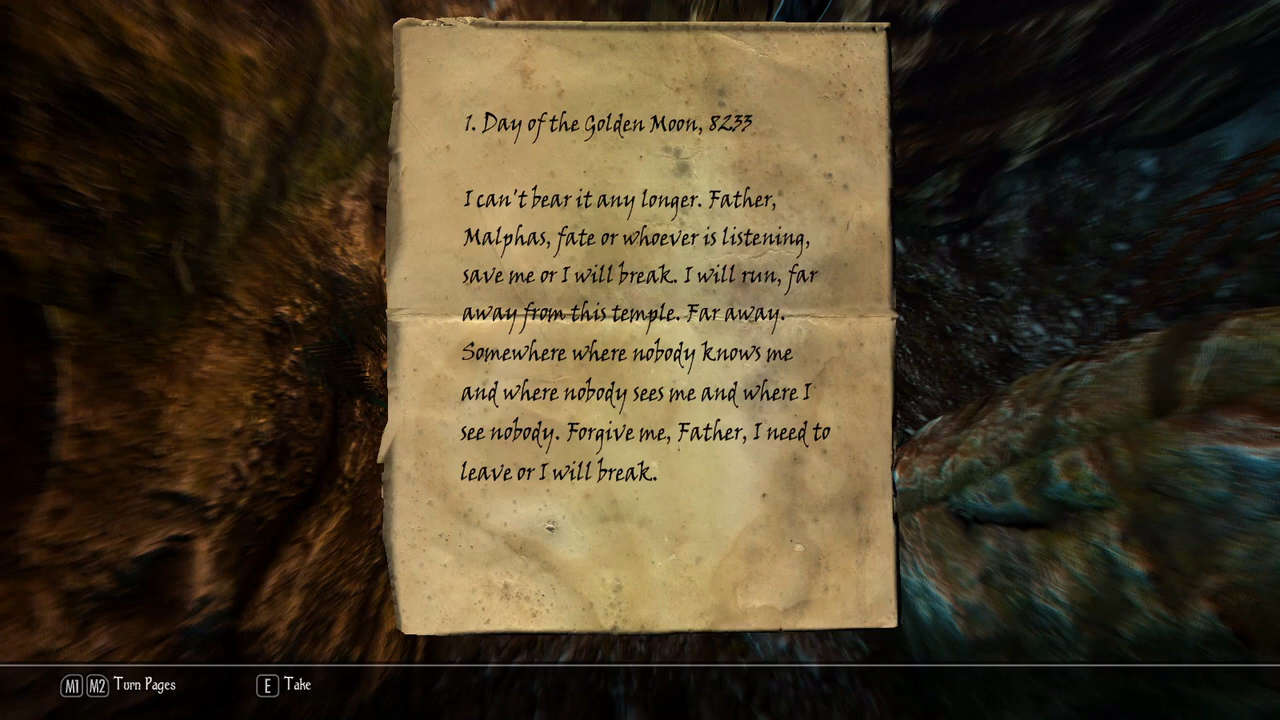 1. Day of the Golden Moon, 8233
I can't bear it any longer. Father,
Malphas, fate or whoever is listening,
save me or I will break. I will run, far
away from this temple. Far away.
Somewhere where nobody knows me
and where nobody sees me and where I
see nobody. Forgive me, Father, I need to
leave or I will break.
M1 M2 Turn Pages
E Take